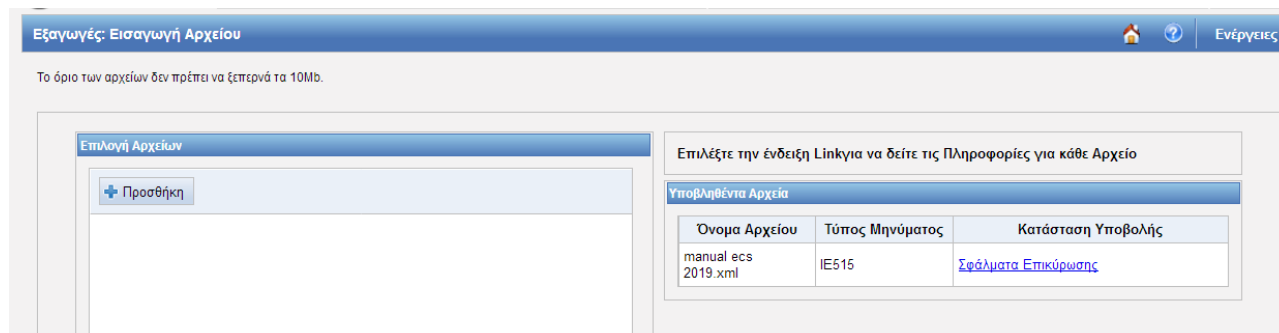 Εξαγωγές: Εισαγωγή Αρχείου
Ενέργειες
Το όριο των αρχείων δεν πρέπει να ξεπερνά τα 10Mb.
Επιλογή Αρχείων
Προσθήκη
Επιλέξτε την ένδειξη Linkγια να δείτε τις Πληροφορίες για κάθε Αρχείο
Υποβληθέντα Αρχεία
Όνομα Αρχείου Τύπος Μηνύματος Κατάσταση Υποβολής
manual ecs
2019.xml
IE515
Σφάλματα Επικύρωσης